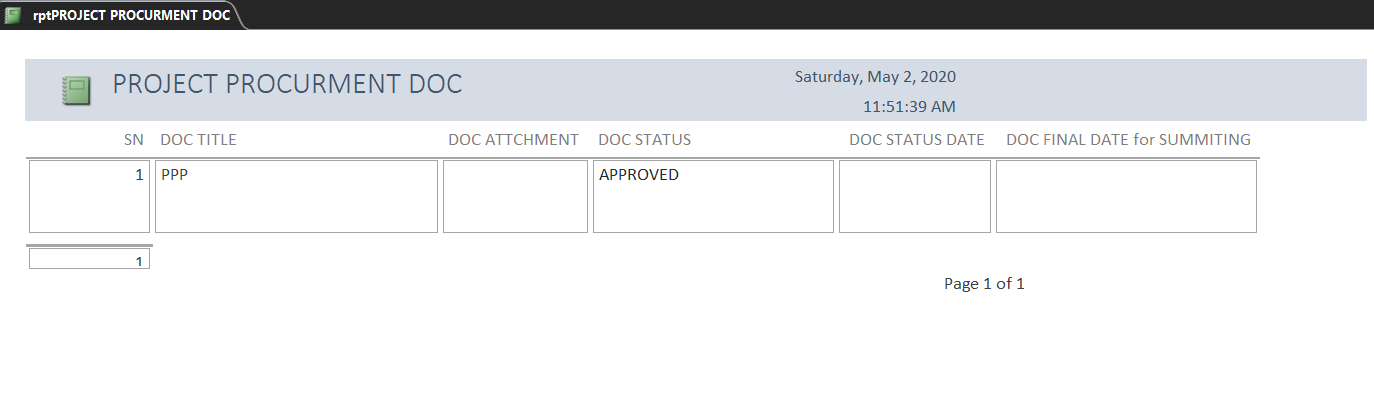 rptPROJECT PROCURMENT DOC
PROJECT PROCURMENT DOC
Saturday, May 2, 2020
11:51:39 AM
SN DOC TITLE DOC ATTCHMENT DOC STATUS DOC STATUS DATE DOC FINAL DATE for SUMMITING
1 PPP APPROVED
1
Page 1 of 1